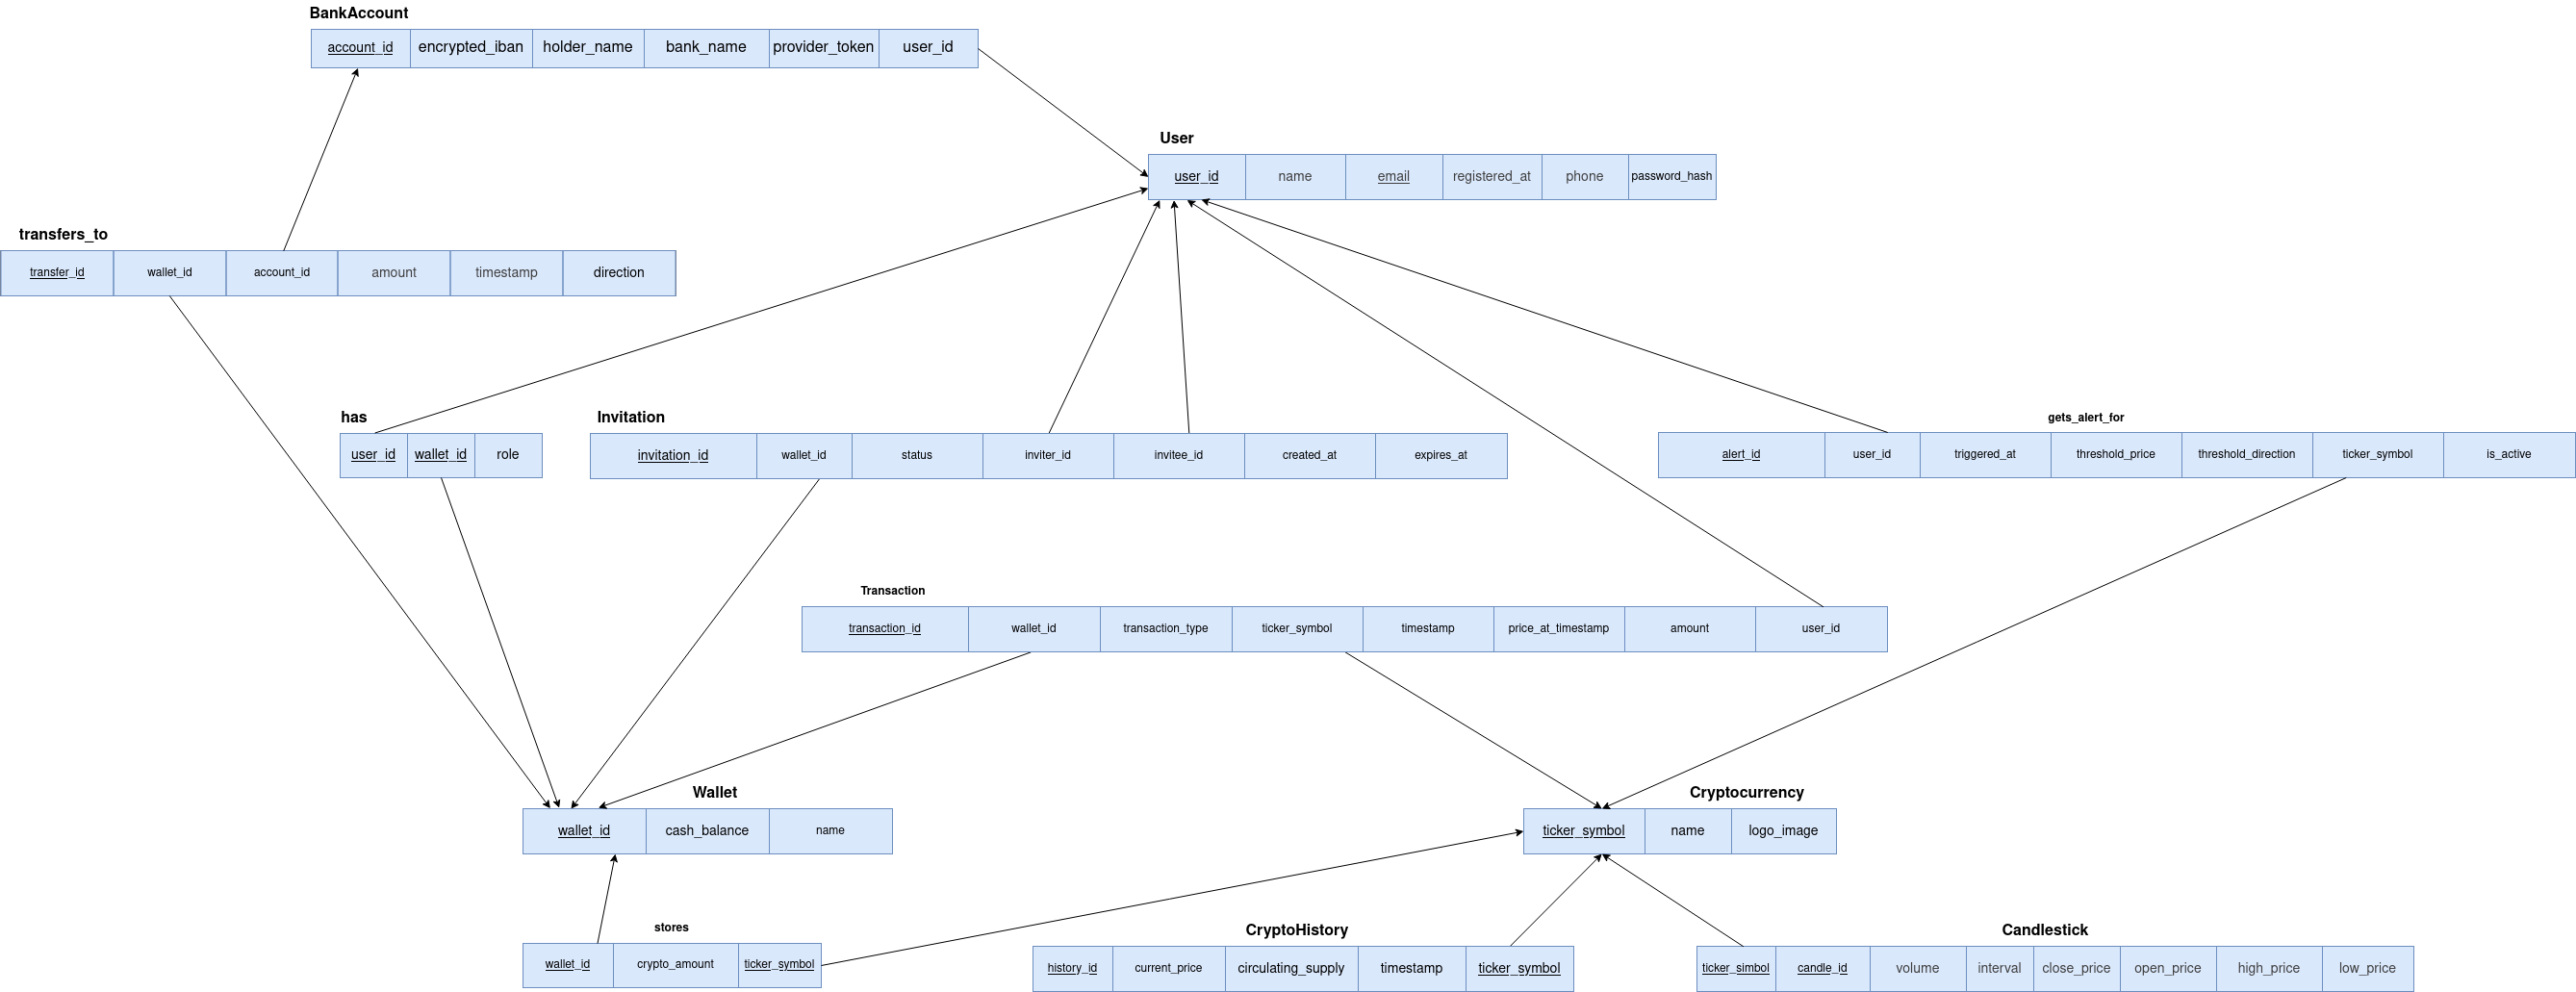 BankAccount
account_id encrypted_iban holder_name bank_name provider_token user_id
User
user_id name email registered_at phone password_hash
transfers_to
transfer_id wallet_id account_id amount timestamp direction
has
user_id wallet_id role
Invitation
invitation_id wallet_id status inviter_id invitee_id created_at expires_at
gets_alert_for
alert_id user_id triggered_at threshold_price threshold_direction ticker_symbol is_active
Transaction
transaction_id wallet_id transaction_type ticker_symbol timestamp price_at_timestamp amount user_id
Wallet
wallet_id cash_balance name
Cryptocurrency
ticker_symbol name logo_image
stores
wallet_id crypto_amount ticker_symbol
CryptoHistory
history_id current_price circulating_supply timestamp ticker_symbol
Candlestick
ticker_simbol candle_id volume interval close_price open_price high_price low_price